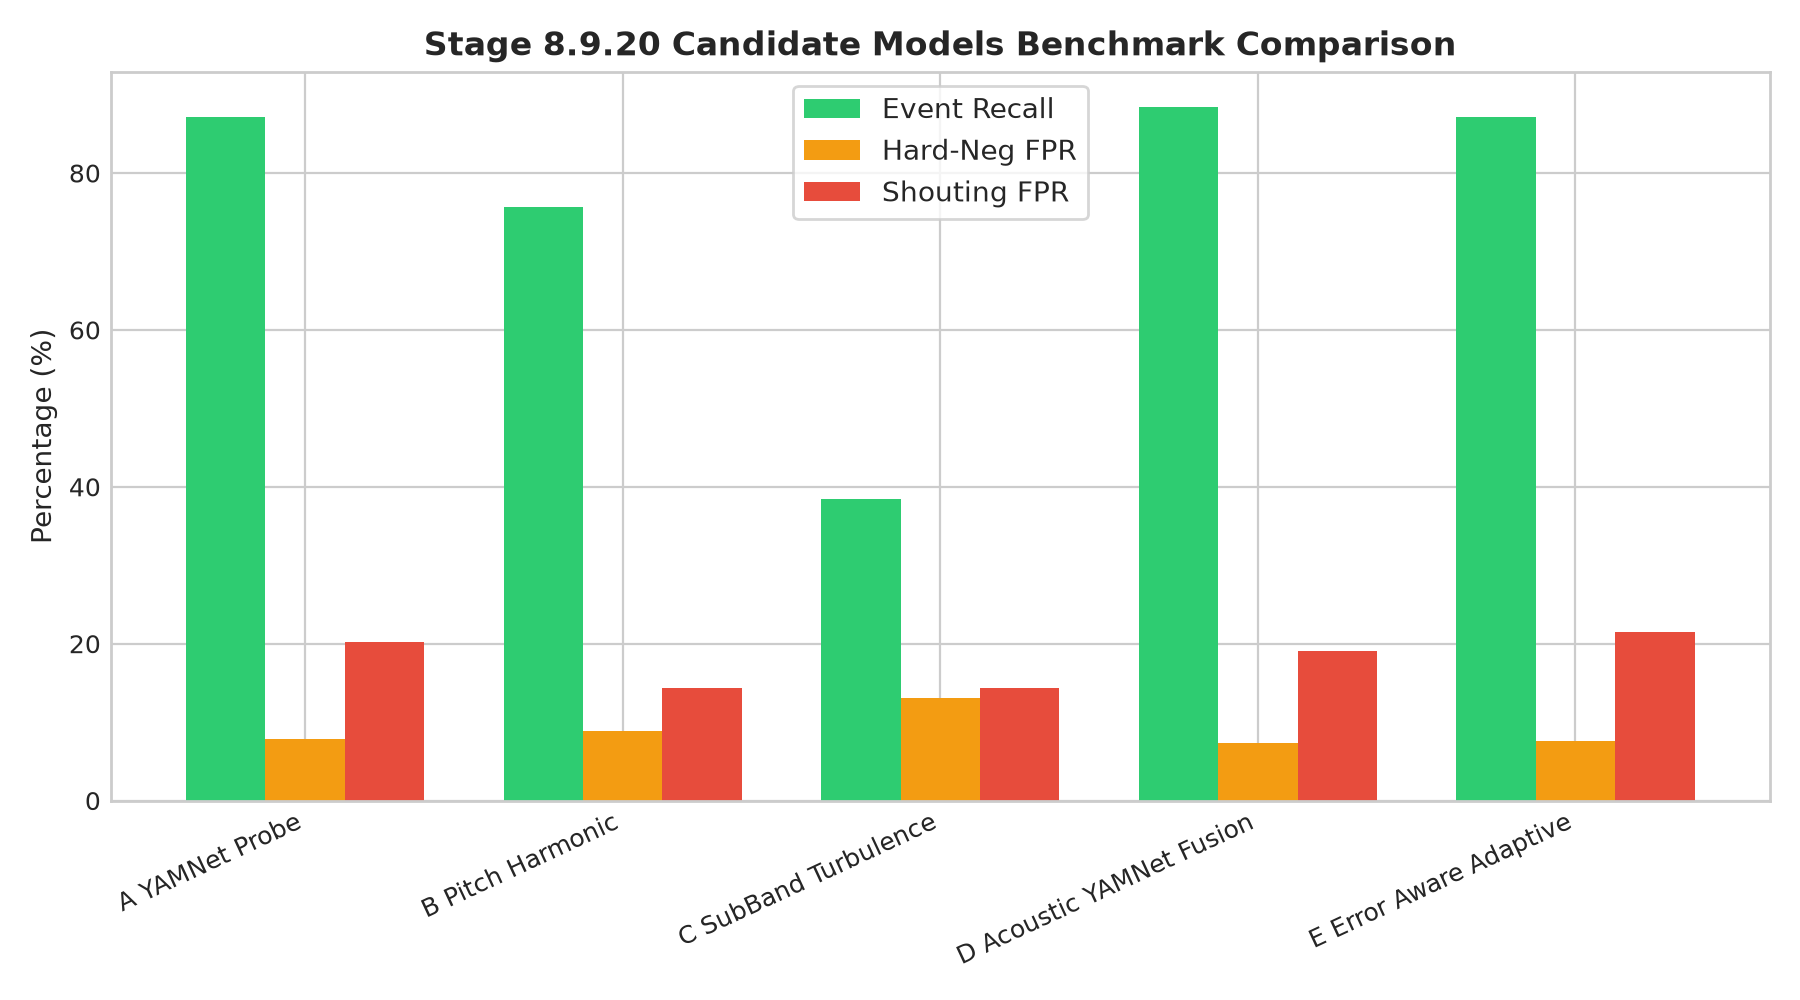 Stage 8.9.20 Candidate Models Benchmark Comparison
Event Recall
Hard-Neg FPR
Shouting FPR
Percentage (%)
80
60
40
20
0
A YAMNet Probe
B Pitch Harmonic
C SubBand Turbulence
D Acoustic YAMNet Fusion
E Error Aware Adaptive